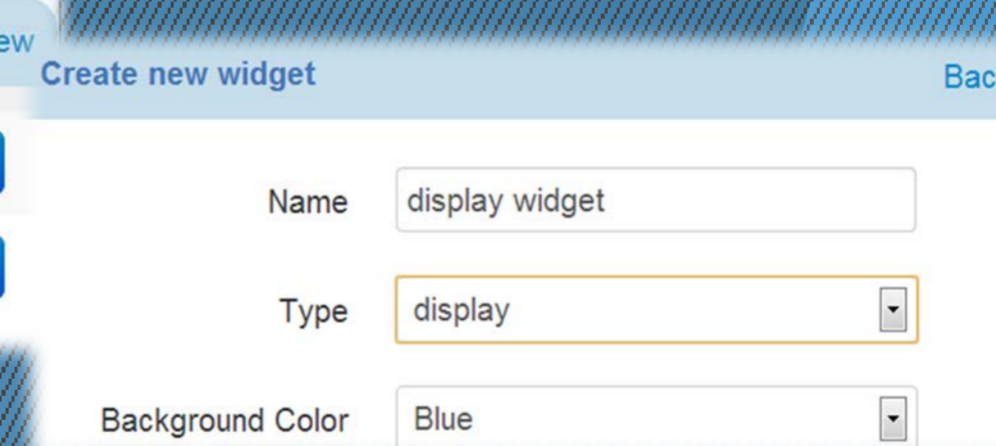 Create new widget
Name display widget
Type display
Background Color Blue